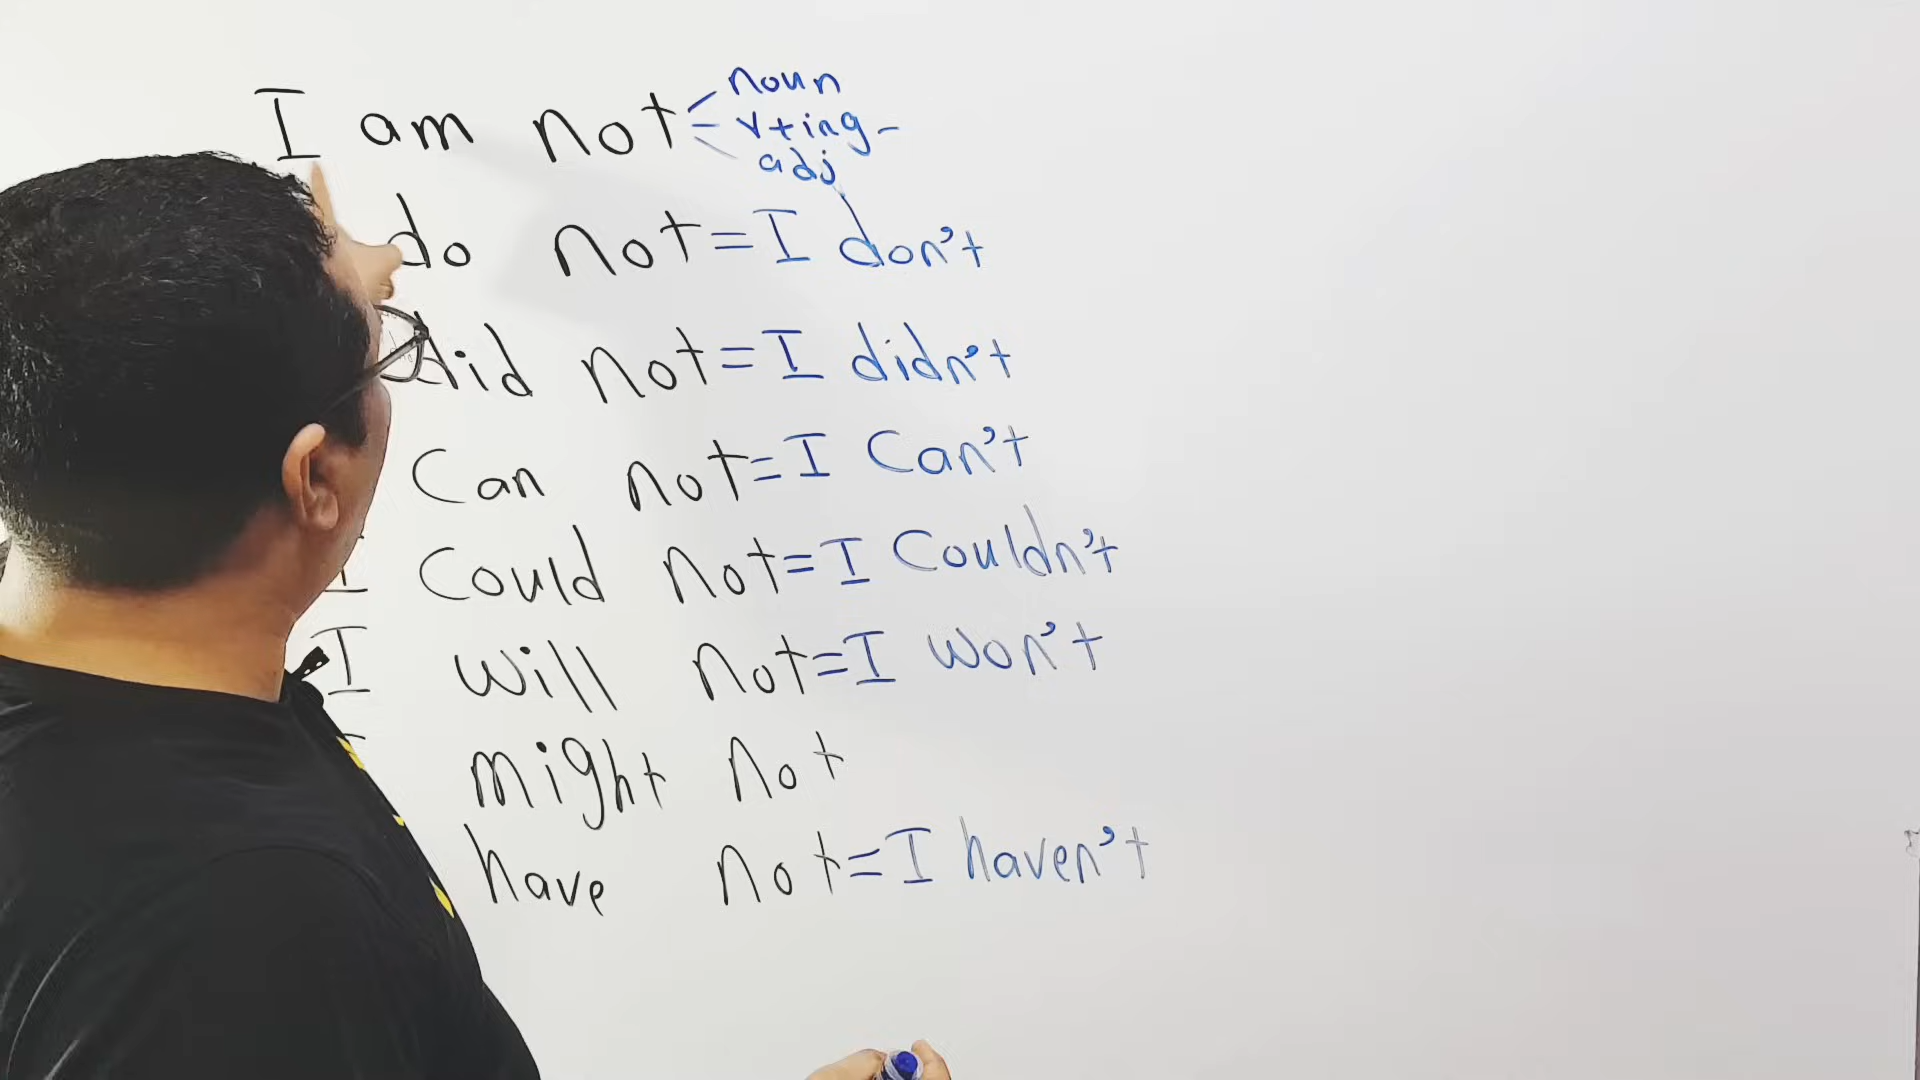 I am not noun
v+ing-
adj
do not = I don't
did not = I didn't
Can not = I Can't
I Could not = I Couldn't
I will not = I won't
might not
have not = I haven't